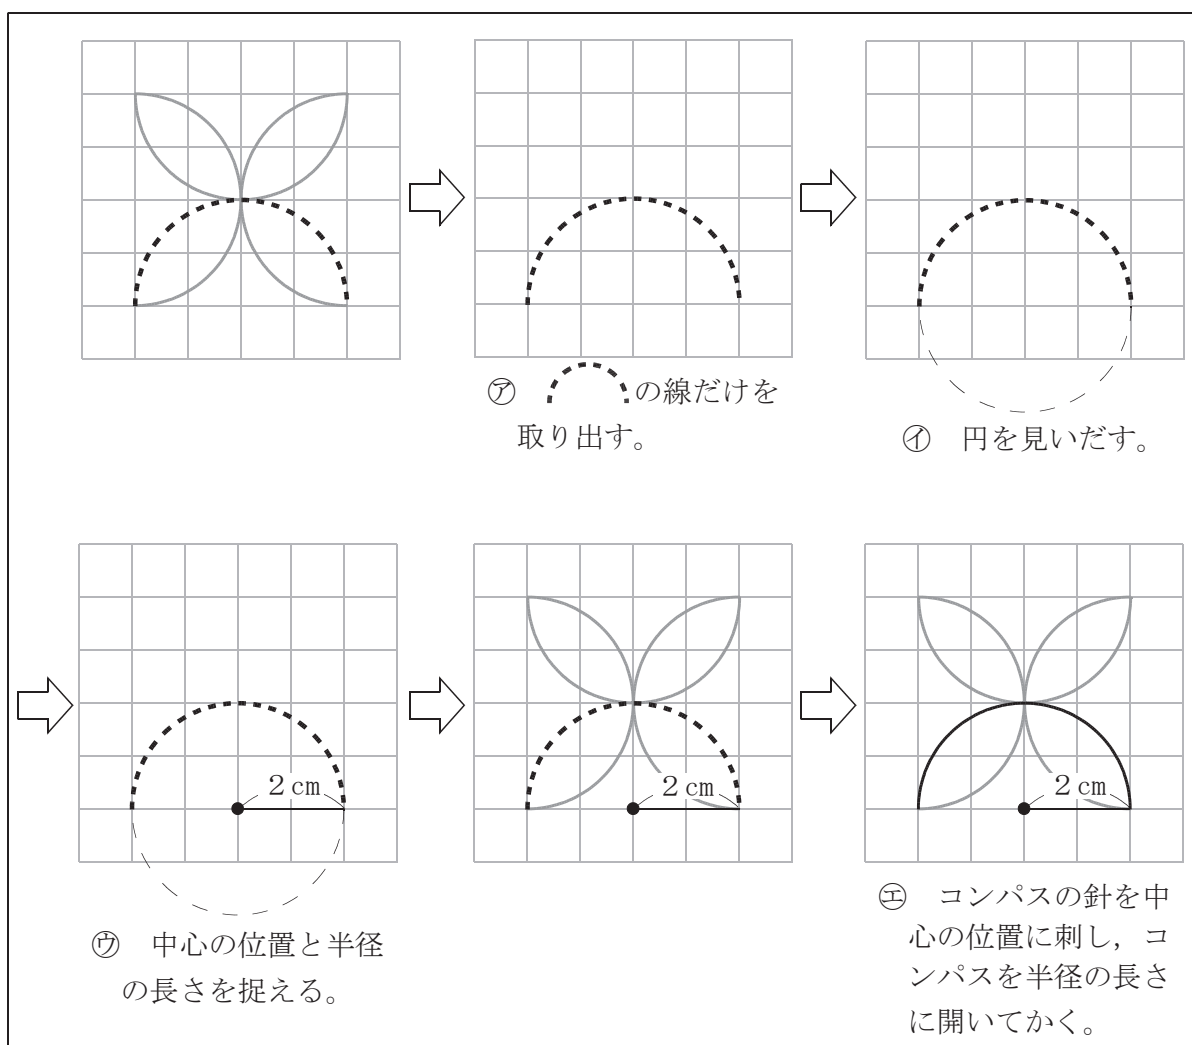 ㋐　の線だけを
取り出す。
㋑　円を見いだす。
2 cm
㋒　中心の位置と半径
の長さを捉える。
2 cm
2 cm
㋓　コンパスの針を中
心の位置に刺し，コ
ンパスを半径の長さ
に開いてかく。